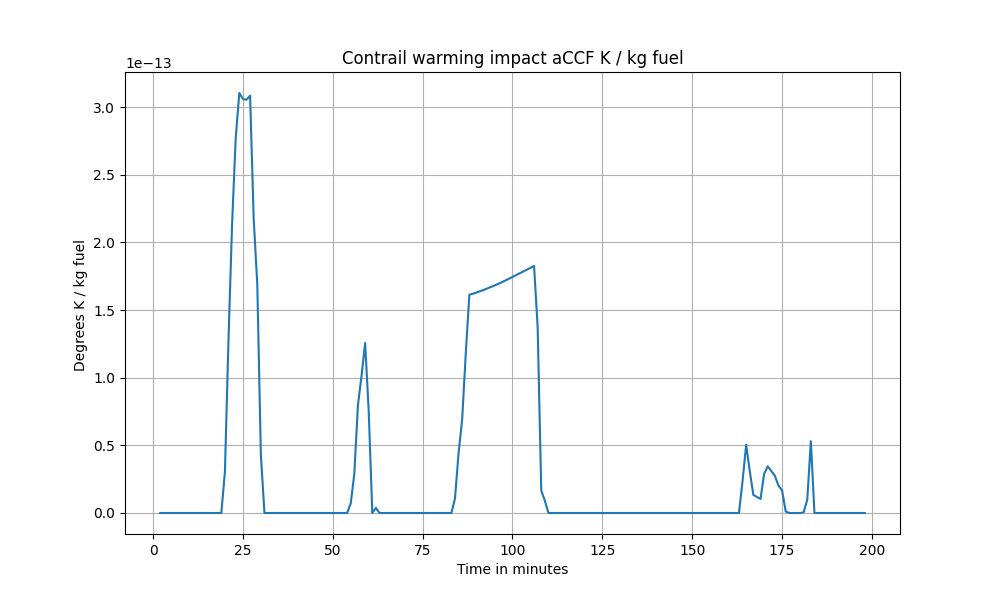 Contrail warming impact aCCF K / kg fuel
1e−13
3.0
2.5
2.0
1.5
1.0
0.5
0.0
Degrees K / kg fuel
0 25 50 75 100 125 150 175 200
Time in minutes